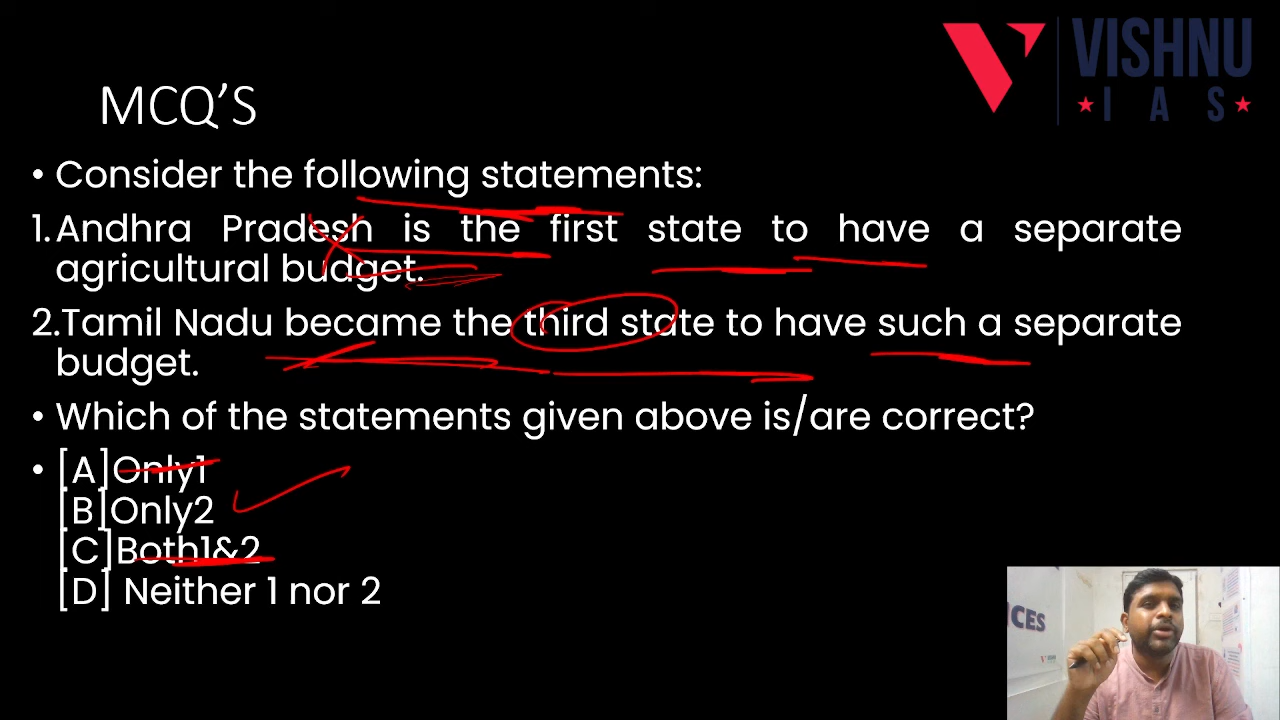 VISHNU
IAS
MCQ'S
• Consider the following statements:
1. Andhra Pradesh is the first state to have a separate
agricultural budget.
2.Tamil Nadu became the third state to have such a separate
budget.
• Which of the statements given above is/are correct?
• [A]Only1
[B]Only2
[C]Both1&2
[D] Neither 1 nor 2
NCES